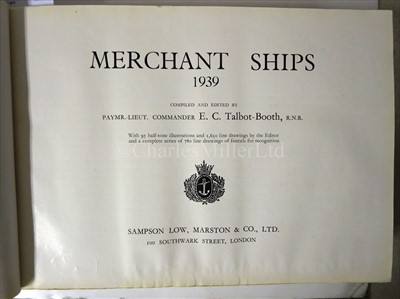 MERCHANT SHIPS
1939
COMPILED AND EDITED BY
PAYMR.-LIEUT. COMMANDER E. C. TALBOT-BOOTH, R.N.R.
With 95 half-tone illustrations and 1,650 line drawings by the Editor
and a complete series of 780 line drawings of funnels for recognition
©CharlesMillerLtd
SAMPSON LOW, MARSTON & CO., LTD.
100 SOUTHWARK STREET, LONDON